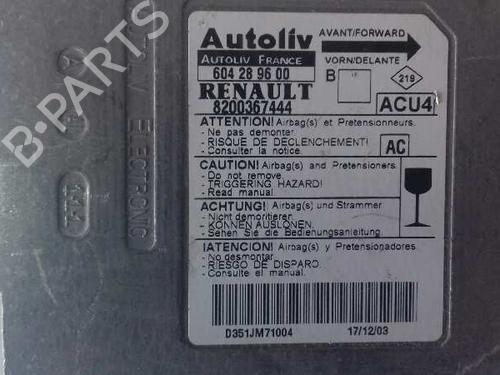 Autoliv
AVANT/FORWARD
AUTOLIV FRANCE
VORN/DELANTE
604 28 96 00
B
219
RENAULT
8200367444
ACU4
ATTENTION! Airbag(s) et Pretensionneurs.
- Ne pas demonter.
- RISQUE DE DECLENCHEMENT!
- Consulter la notice.
AC
CAUTION! Airbag(s) and Pretensioners.
- Do not remove.
- TRIGGERING HAZARD!
- Read manual.
ACHTUNG! Airbag(s) und Strammer
- Nicht demontieren.
- KÖNNEN AUSLÖSEN.
- Sehen Sie die Bedienungsanleitung.
¡ATENCION! Airbag(s) y Pretensionadores.
- No desmontar.
- RIESGO DE DISPARO.
- Consulte el manual.
D351JM71004
17/12/03
ELECTRONIC
B-PARTS